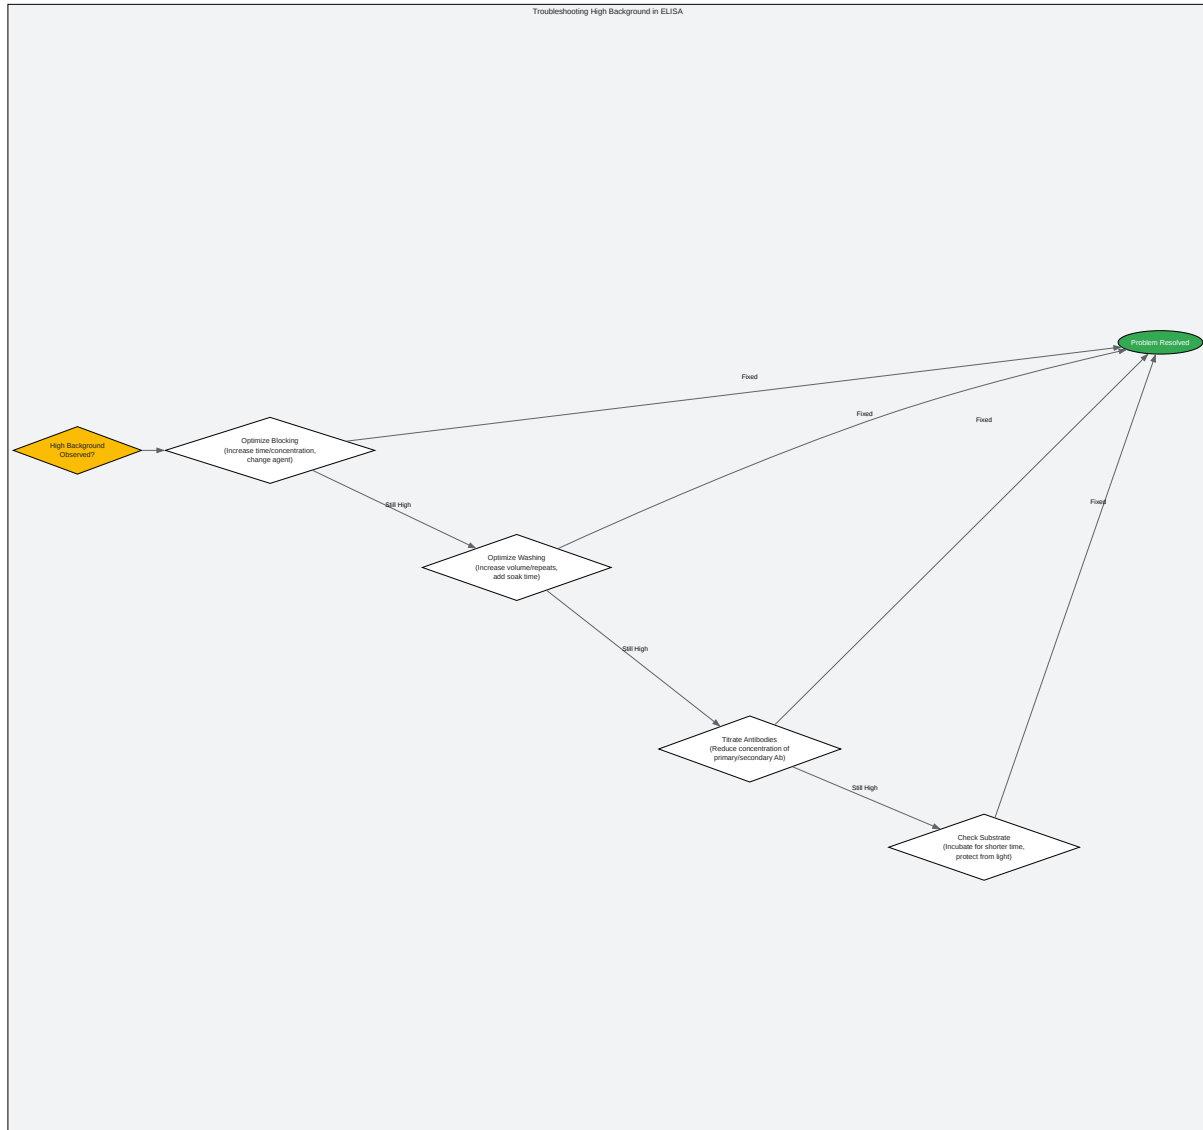 Troubleshooting High Background in ELISA
Problem Resolved
Fixed
Fixed
Fixed
High Background
Observed?
Optimize Blocking
(Increase time/concentration,
change agent)
Still High
Fixed
Optimize Washing
(Increase volume/repeats,
add soak time)
Still High
Titrate Antibodies
(Reduce concentration of
primary/secondary Ab)
Still High
Check Substrate
(Incubate for shorter time,
protect from light)